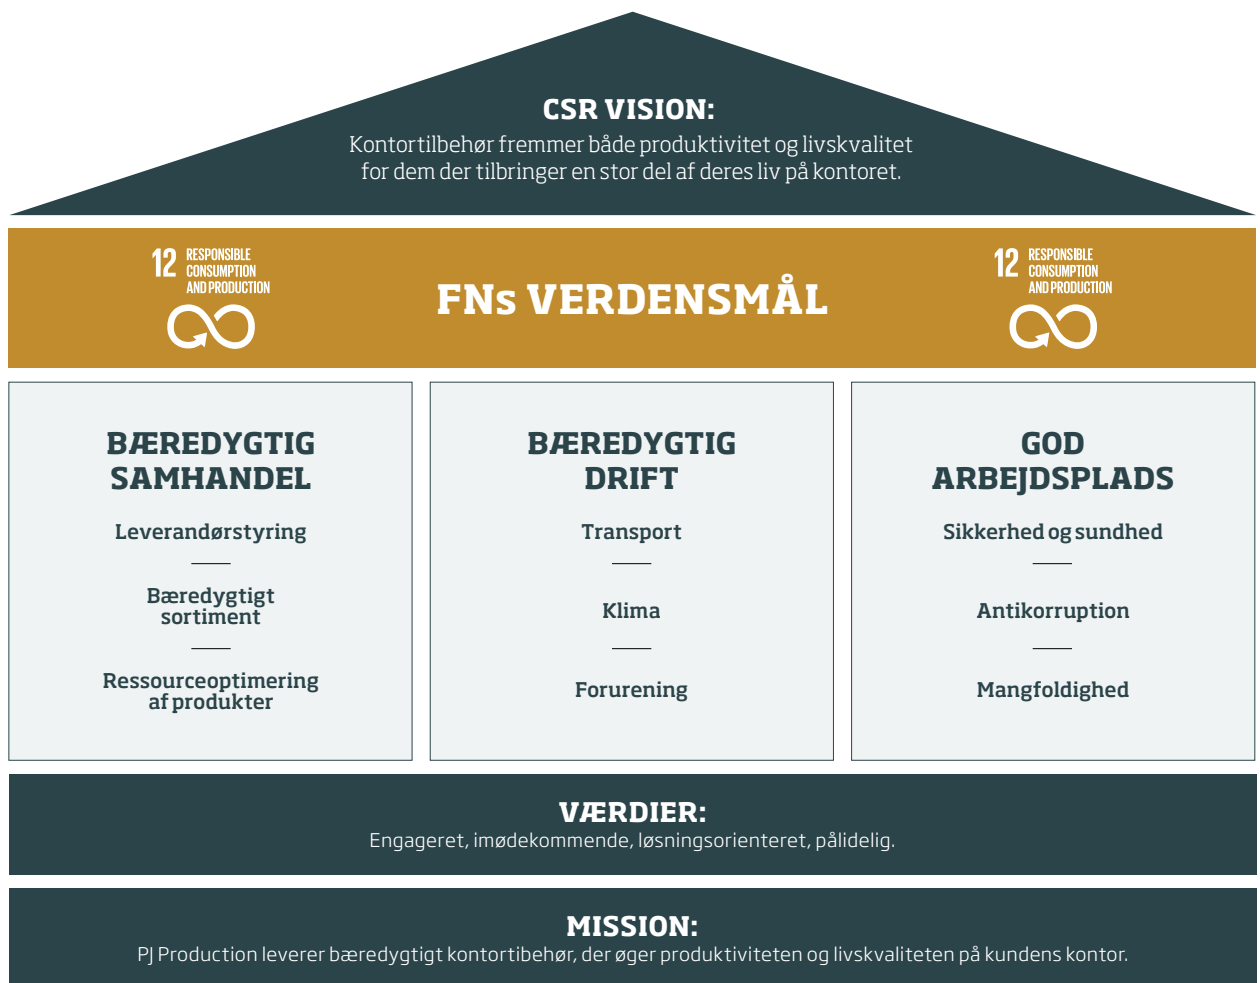 CSR VISION:
Kontortilbehør fremmer både produktivitet og livskvalitet
for dem der tilbringer en stor del af deres liv på kontoret.
12 RESPONSIBLE
CONSUMPTION
AND PRODUCTION
FNs VERDENSMÅL
12 RESPONSIBLE
CONSUMPTION
AND PRODUCTION
BÆREDYGTIG
SAMHANDEL
Leverandørstyring
Bæredygtigt
sortiment
Ressourceoptimering
af produkter
BÆREDYGTIG
DRIFT
Transport
Klima
Forurening
GOD
ARBEJDSPLADS
Sikkerhed og sundhed
Antikorruption
Mangfoldighed
VÆRDIER:
Engageret, imødekommende, løsningsorienteret, pålidelig.
MISSION:
PJ Production leverer bæredygtigt kontortibehør, der øger produktiviteten og livskvaliteten på kundens kontor.